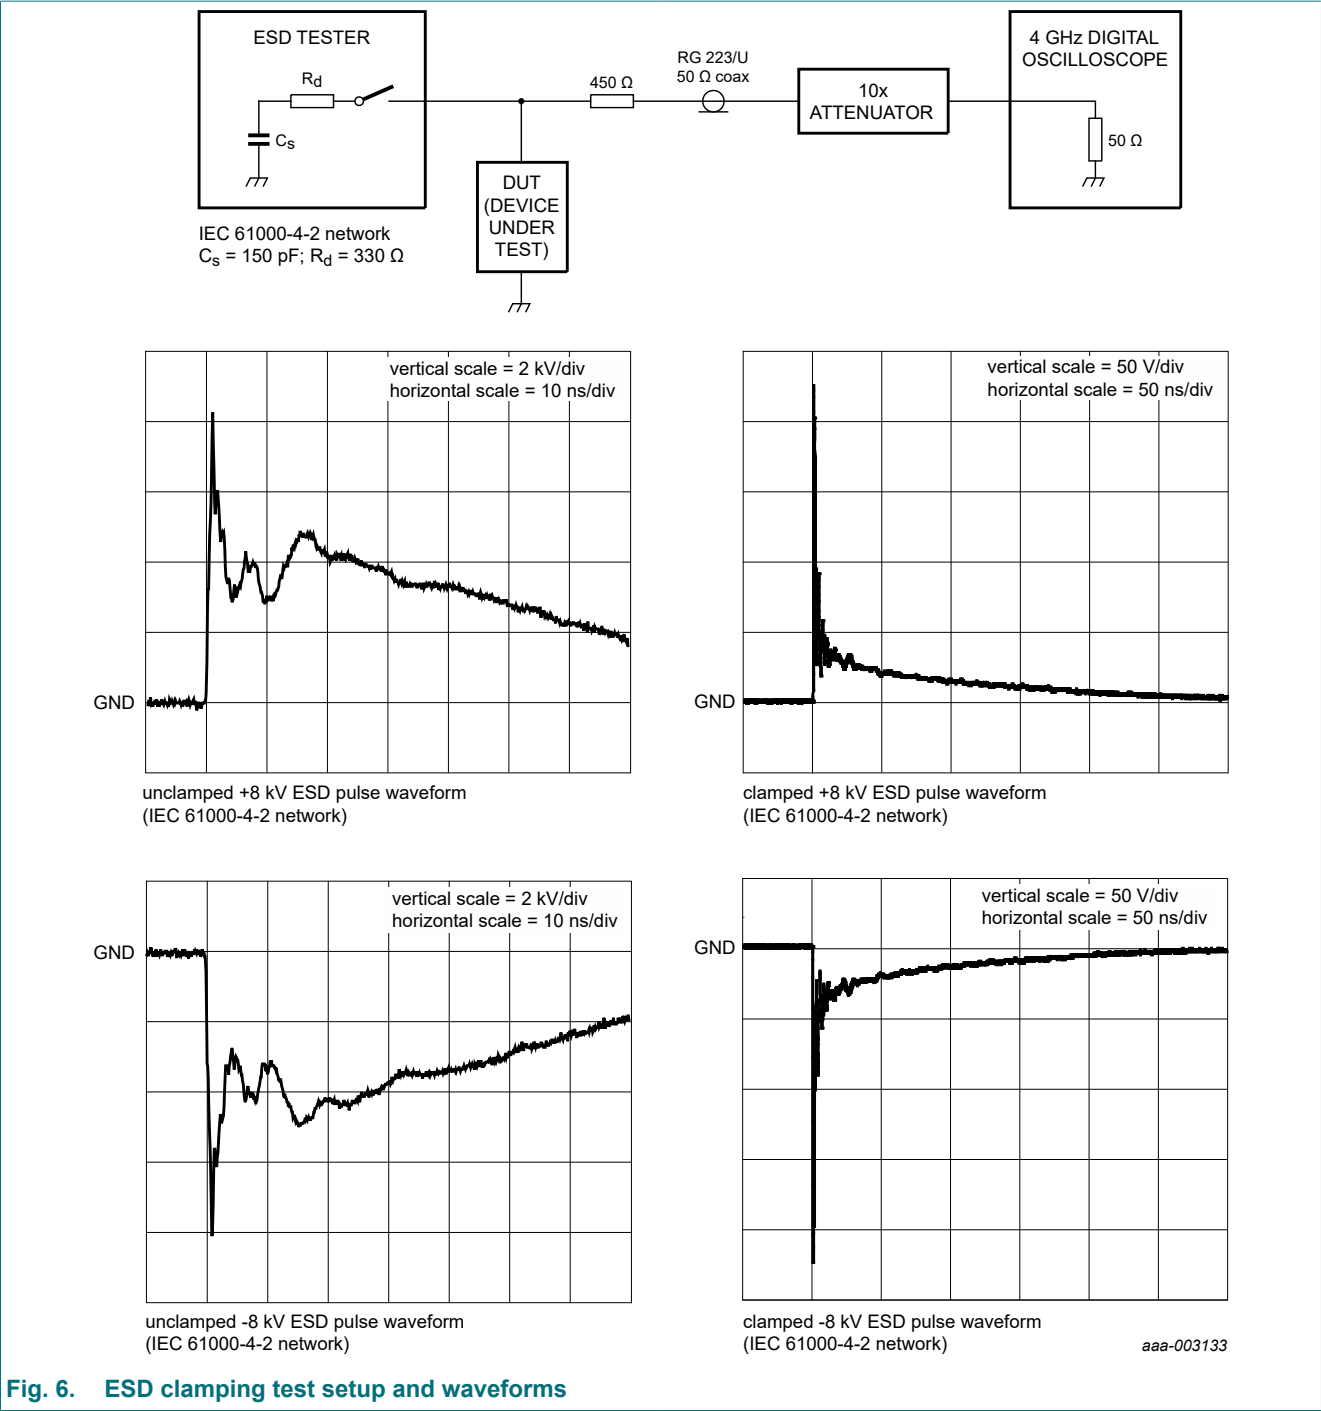 ESD TESTER
Rd
Cs
IEC 61000-4-2 network
Cs = 150 pF; Rd = 330 Ω
DUT
(DEVICE
UNDER
TEST)
450 Ω
RG 223/U
50 Ω coax
10x
ATTENUATOR
4 GHz DIGITAL
OSCILLOSCOPE
50 Ω
vertical scale = 2 kV/div
horizontal scale = 10 ns/div
GND
unclamped +8 kV ESD pulse waveform
(IEC 61000-4-2 network)
vertical scale = 50 V/div
horizontal scale = 50 ns/div
GND
clamped +8 kV ESD pulse waveform
(IEC 61000-4-2 network)
vertical scale = 2 kV/div
horizontal scale = 10 ns/div
GND
unclamped -8 kV ESD pulse waveform
(IEC 61000-4-2 network)
vertical scale = 50 V/div
horizontal scale = 50 ns/div
GND
clamped -8 kV ESD pulse waveform
(IEC 61000-4-2 network)
aaa-003133
Fig. 6. ESD clamping test setup and waveforms